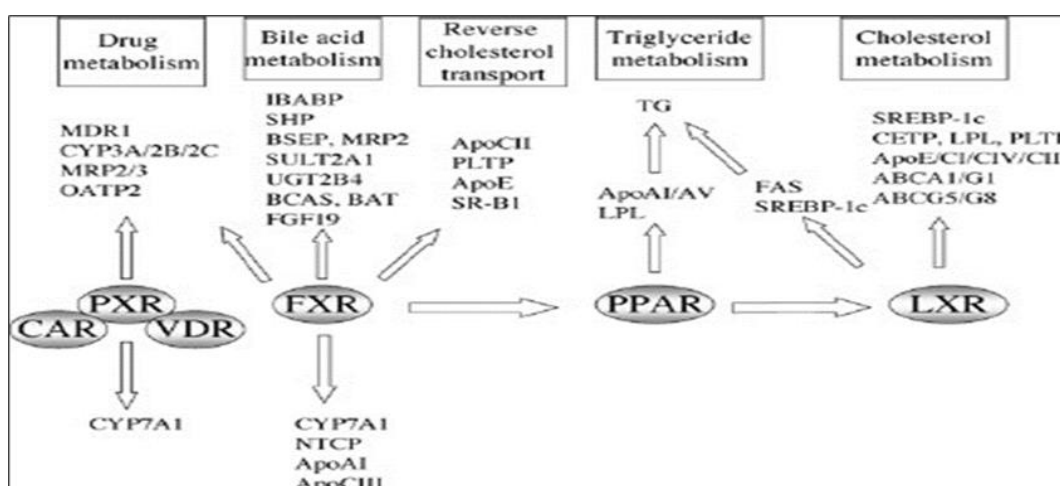 Drug
metabolism
Bile acid
metabolism
Reverse
cholesterol
transport
Triglyceride
metabolism
Cholesterol
metabolism
MDR1
CYP3A/2B/2C
MRP2/3
OATP2
IBABP
SHP
BSEP, MRP2
SULT2A1
UGT2B4
BCAS, BAT
FGF19
ApoCII
PLTP
ApoE
SR-B1
TG
ApoAI/AV
LPL
FAS
SREBP-1c
SREBP-1c
CETP, LPL,
ApoE/CI/CIV/CII
ABCA1/G1
ABCG5/G8
PXR
CAR
VDR
FXR
PPAR
LXR
CYP7A1
CYP7A1
NTCP
ApoAI
ApoCIII